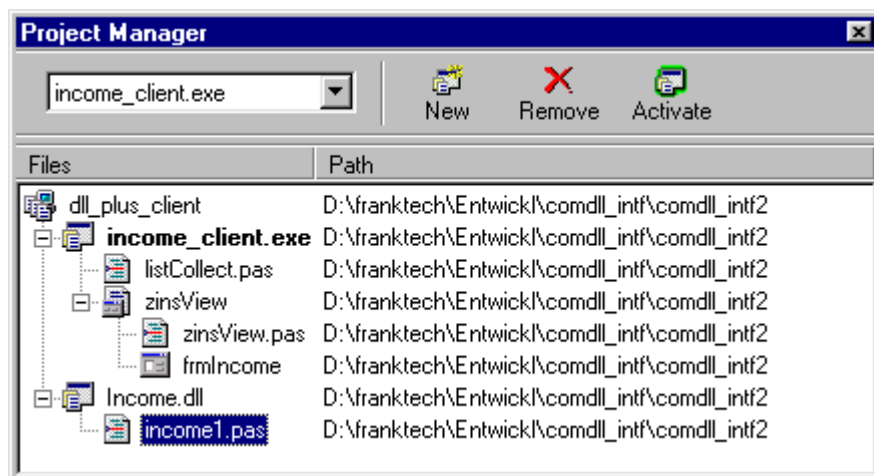 Project Manager
income_client.exe
New Remove Activate
Files Path
dll_plus_client D:\franktech\Entwickl\comdll_intf\comdll_intf2
income_client.exe D:\franktech\Entwickl\comdll_intf\comdll_intf2
listCollect.pas D:\franktech\Entwickl\comdll_intf\comdll_intf2
zinsView D:\franktech\Entwickl\comdll_intf\comdll_intf2
zinsView.pas D:\franktech\Entwickl\comdll_intf\comdll_intf2
frmIncome D:\franktech\Entwickl\comdll_intf\comdll_intf2
Income.dll D:\franktech\Entwickl\comdll_intf\comdll_intf2
income1.pas D:\franktech\Entwickl\comdll_intf\comdll_intf2